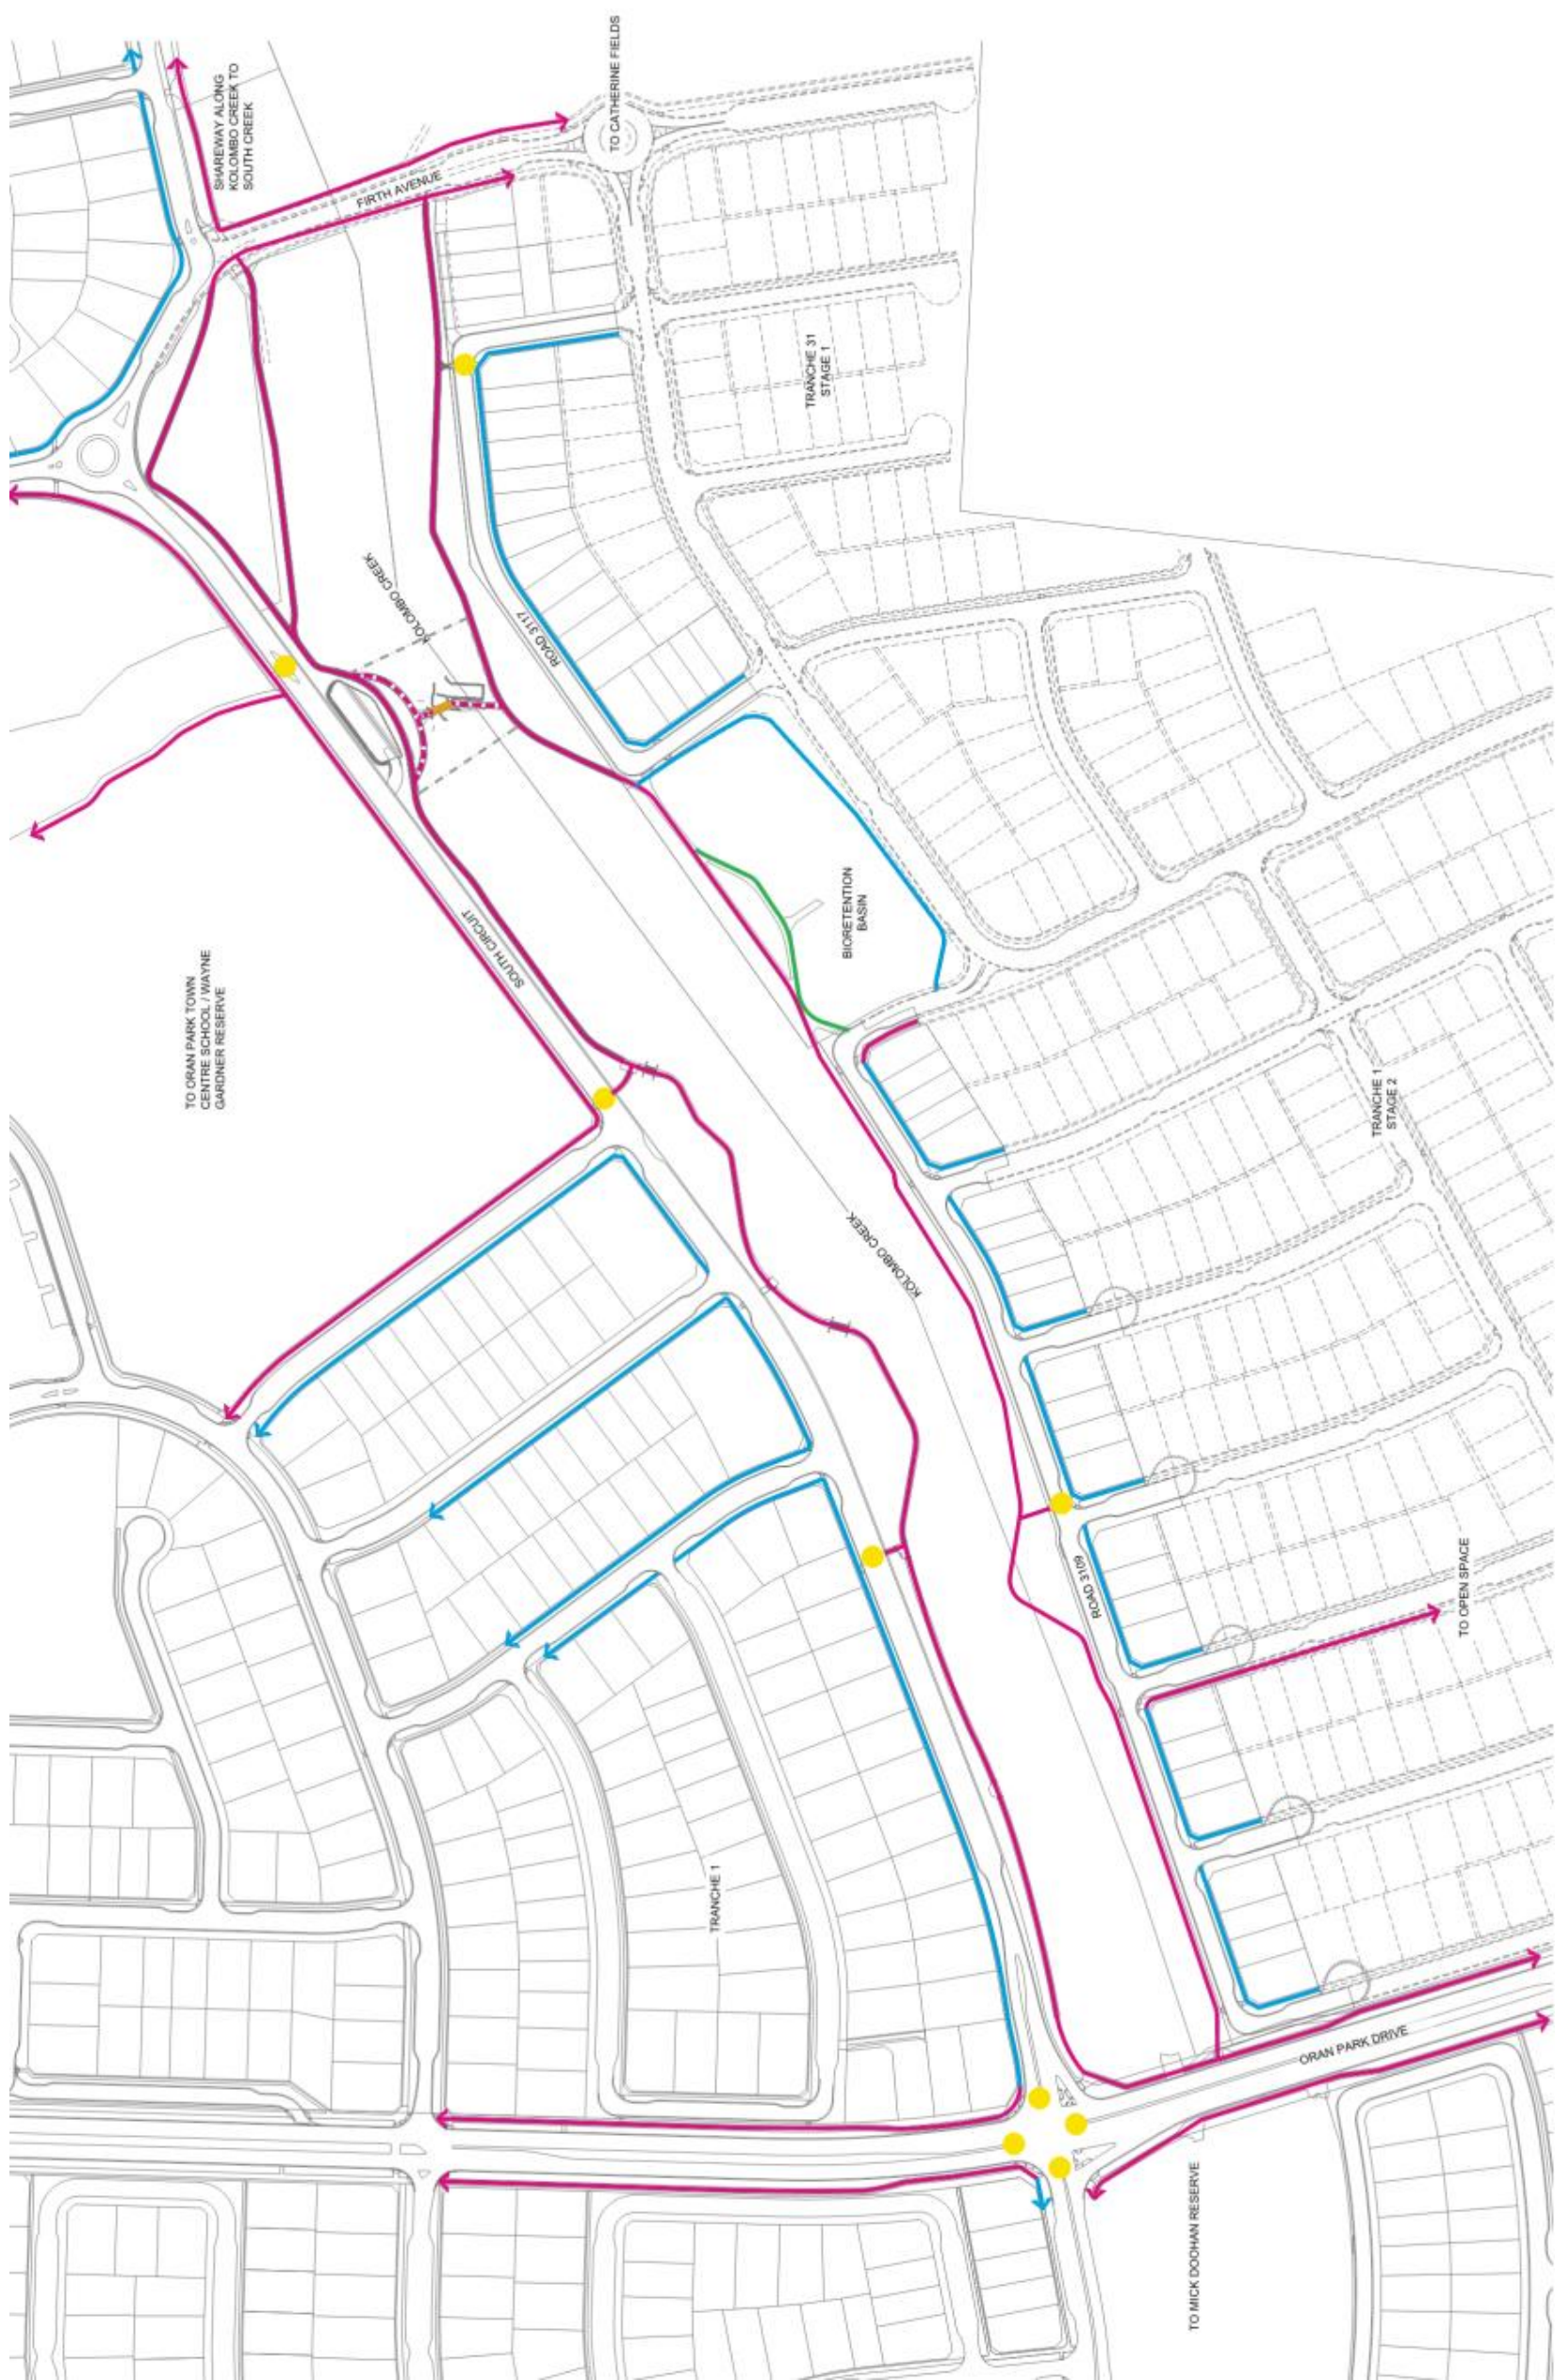 SHAREWAY ALONG
KOLOMBO CREEK TO
SOUTH CREEK
TO CATHERINE FIELDS
FIRTH AVENUE
TRANCHE 31
STAGE 1
KOLOMBO CREEK
ROAD 3117
SOUTH CIRCUIT
BIORETENTION
BASIN
TO ORAN PARK TOWN
CENTRE SCHOOL / WAYNE
GARDNER RESERVE
TRANCHE 1
STAGE 2
KOLOMBO CREEK
ROAD 3109
TO OPEN SPACE
TRANCHE 1
ORAN PARK DRIVE
TO MICK DOOHAN RESERVE